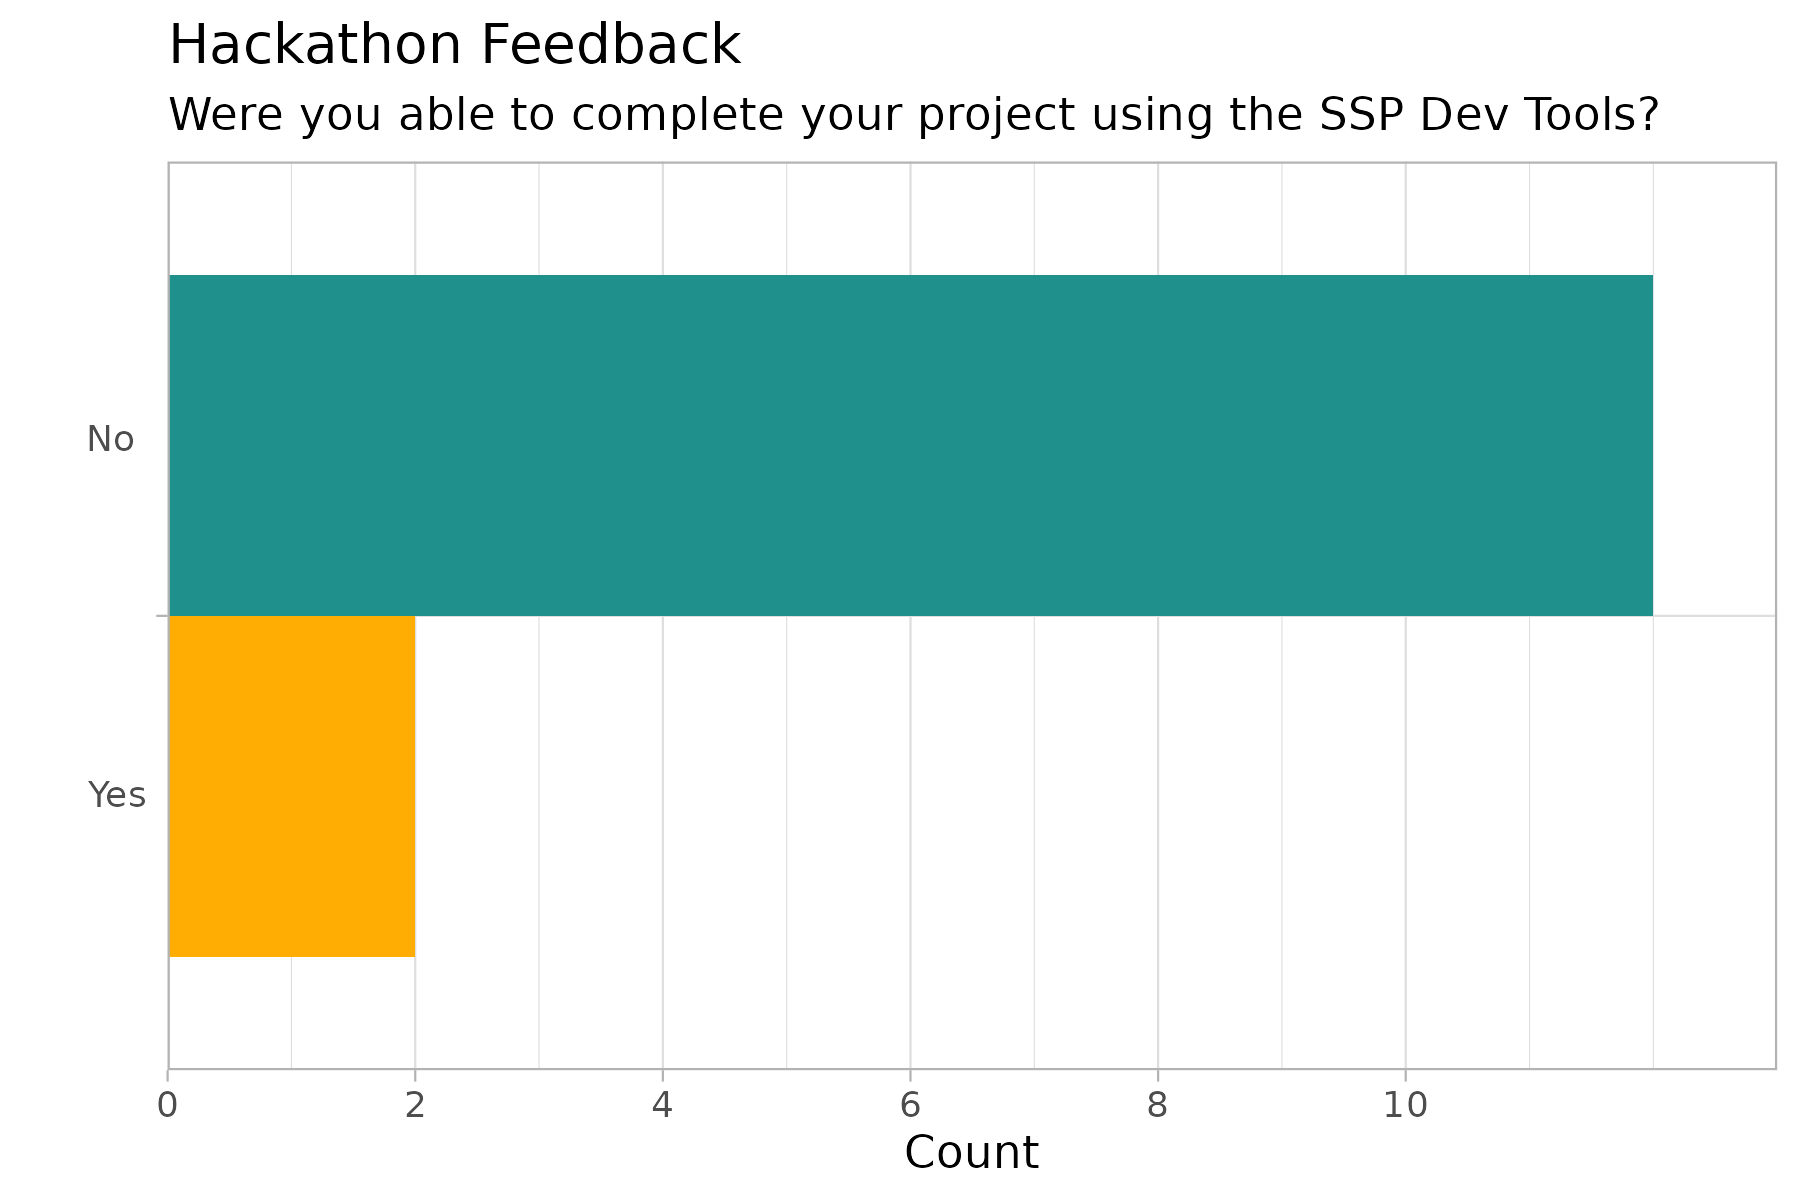 Hackathon Feedback
Were you able to complete your project using the SSP Dev Tools?
No
Yes
0 2 4 6 8 10
Count